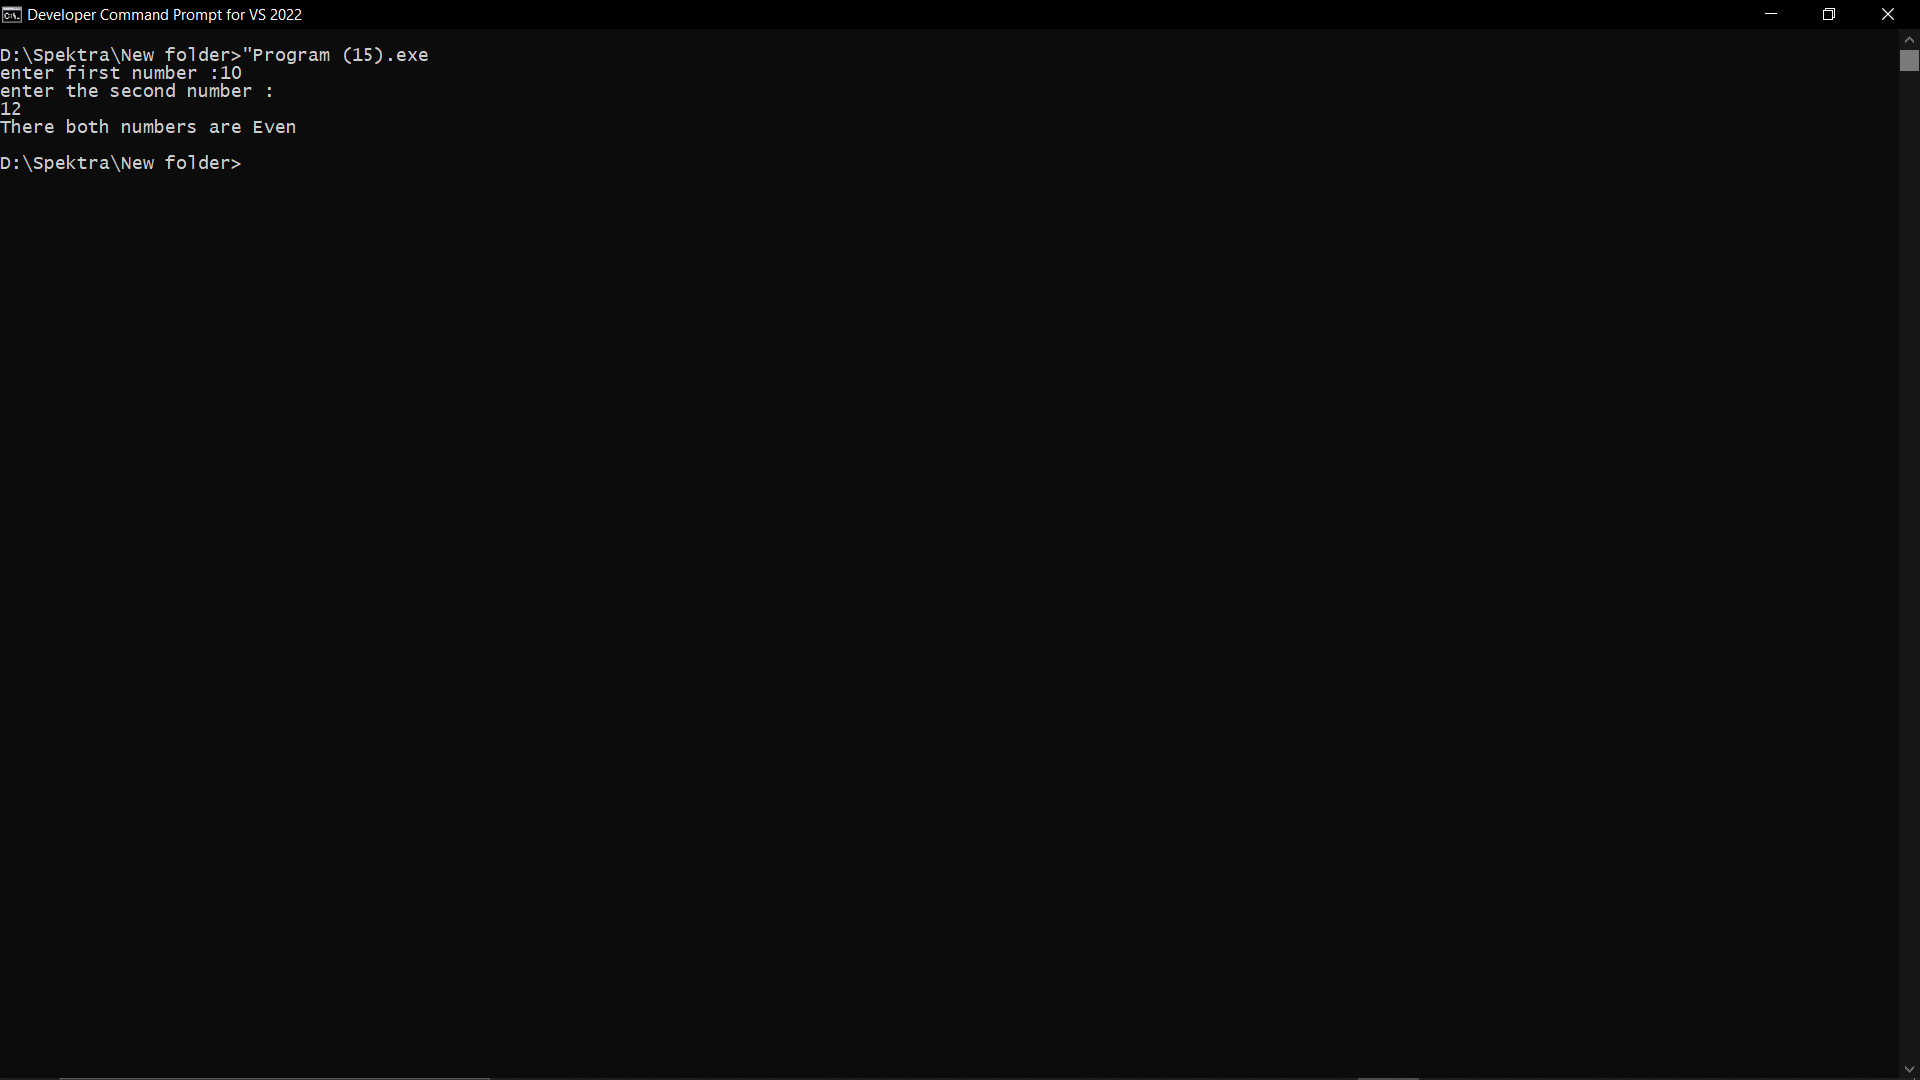 Developer Command Prompt for VS 2022
D:\Spektra\New folder>"Program (15).exe
enter first number :10
enter the second number :
12
There both numbers are Even
D:\Spektra\New folder>